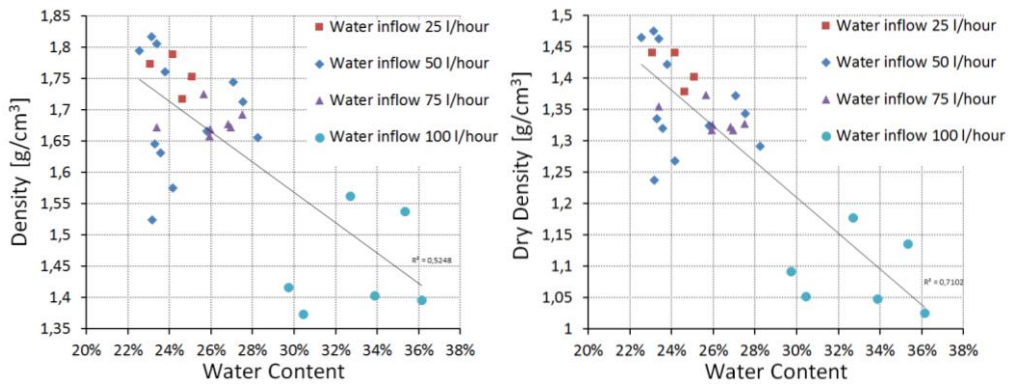 1,85
1,8
1,75
1,7
1,65
1,6
1,55
1,5
1,45
1,4
1,35
Density [g/cm³]
Water inflow 25 l/hour
Water inflow 50 l/hour
Water inflow 75 l/hour
Water inflow 100 l/hour
R² = 0,5248
20% 22% 24% 26% 28% 30% 32% 34% 36% 38%
Water Content
1,5
1,45
1,4
1,35
1,3
1,25
1,2
1,15
1,1
1,05
1
Dry Density [g/cm³]
Water inflow 25 l/hour
Water inflow 50 l/hour
Water inflow 75 l/hour
Water inflow 100 l/hour
R² = 0,7102
20% 22% 24% 26% 28% 30% 32% 34% 36% 38%
Water Content